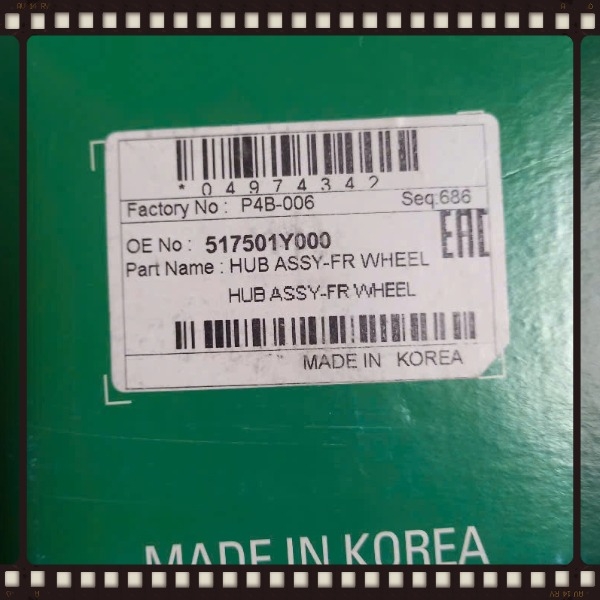 *04974342
Factory No : P4B-006 Seq.686
OE No : 517501Y000
EAC
Part Name : HUB ASSY-FR WHEEL
HUB ASSY-FR WHEEL
MADE IN KOREA
MADE IN KOREA